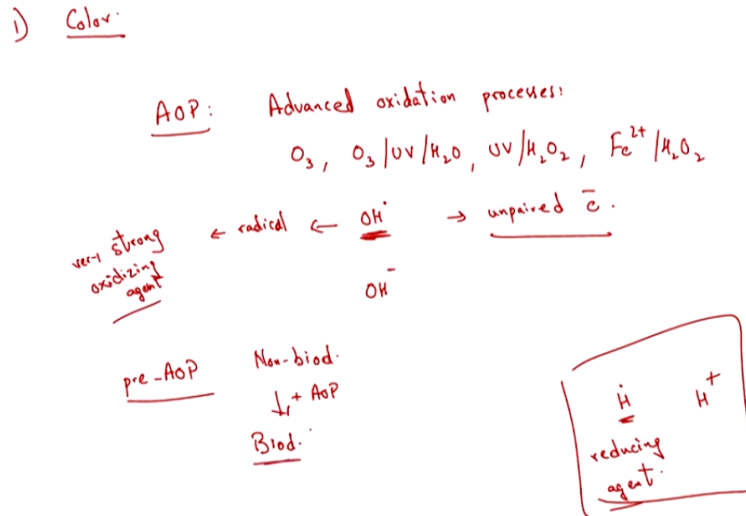 1) Color.
AOP: Advanced oxidation processes:
O₃, O₃/UV/H₂O, UV/H₂O₂, Fe²⁺/H₂O₂
very strong oxidizing agent ← radical ← OH˙ → unpaired e̅.
OH⁻
pre-AOP Non-biod.
↓ + AOP
Biod.
Ḣ H⁺
reducing
agent.